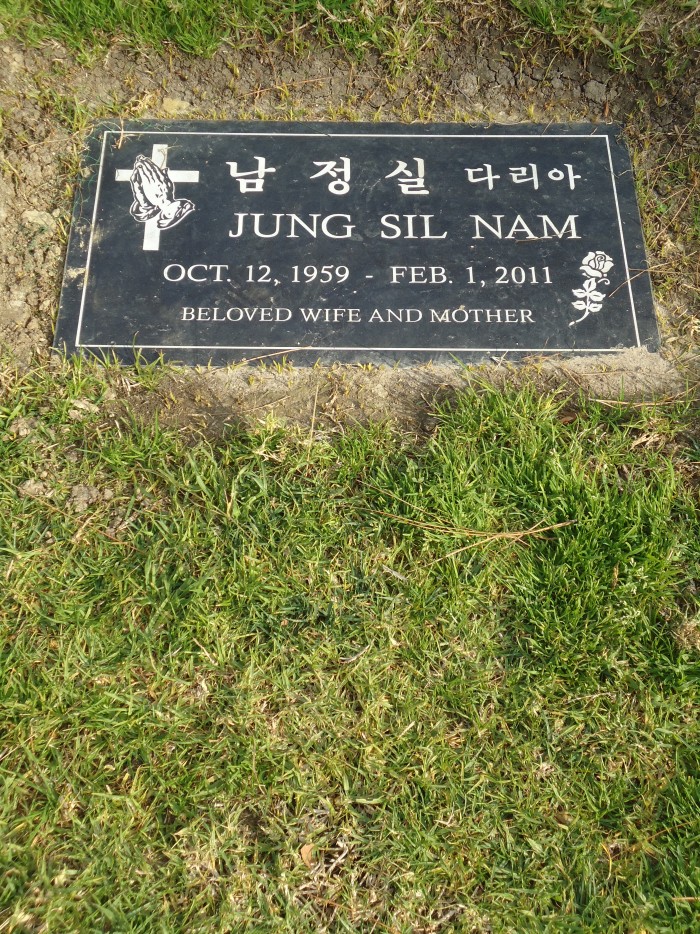 남정실 다리아
JUNG SIL NAM
OCT. 12, 1959 - FEB. 1, 2011
BELOVED WIFE AND MOTHER